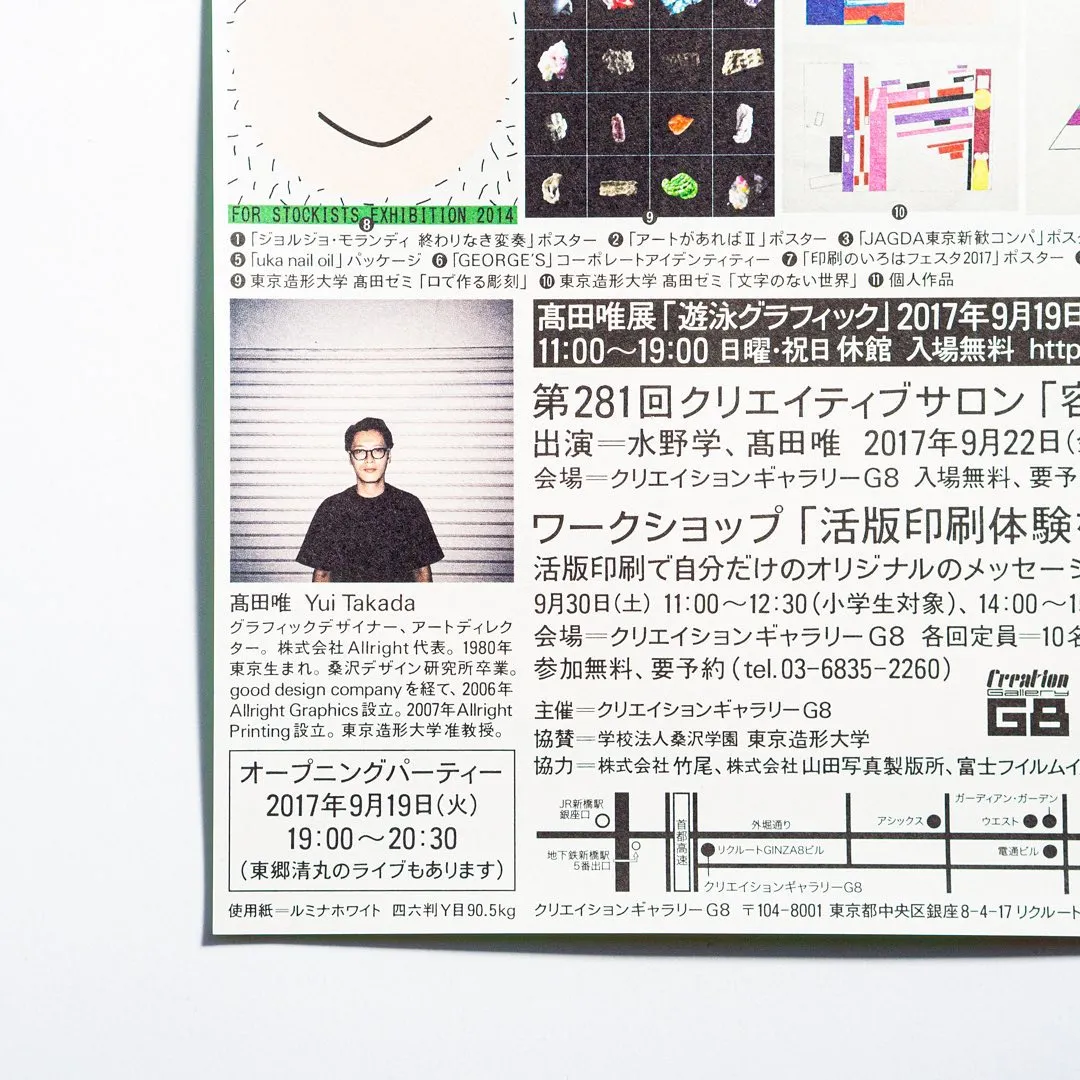 FOR STOCKISTS EXHIBITION 2014
8
9
10
❶「ジョルジョ・モランディ 終わりなき変奏」ポスター ❷「アートがあればⅡ」ポスター ❸「JAGDA東京新歓コンパ」ポス
❺「uka nail oil」パッケージ ❻「GEORGE'S」コーポレートアイデンティティー ❼「印刷のいろはフェスタ2017」ポスター
❾ 東京造形大学 髙田ゼミ「口で作る彫刻」 ❿ 東京造形大学 髙田ゼミ「文字のない世界」 ⓫ 個人作品
髙田唯展「遊泳グラフィック」2017年9月19日
11:00〜19:00 日曜・祝日 休館 入場無料 http
第281回クリエイティブサロン「容
出演＝水野学、髙田唯 2017年9月22日(
会場＝クリエイションギャラリーG8 入場無料、要予
ワークショップ「活版印刷体験
活版印刷で自分だけのオリジナルのメッセージ
9月30日(土) 11:00〜12:30(小学生対象)、14:00〜1
会場＝クリエイションギャラリーG8 各回定員＝10名
参加無料、要予約(tel.03-6835-2260)
主催＝クリエイションギャラリーG8
協賛＝学校法人桑沢学園 東京造形大学
協力＝株式会社竹尾、株式会社山田写真製版所、富士フイルムイ
Creation
Gallery
G8
髙田唯 Yui Takada
グラフィックデザイナー、アートディレク
ター。株式会社Allright代表。1980年
東京生まれ。桑沢デザイン研究所卒業。
good design companyを経て、2006年
Allright Graphics設立。2007年Allright
Printing設立。東京造形大学准教授。
オープニングパーティー
2017年9月19日(火)
19:00〜20:30
(東郷清丸のライブもあります)
使用紙＝ルミナホワイト 四六判Y目90.5kg
JR新橋駅
銀座口
地下鉄新橋駅
5番出口
首都高速
外堀通り
リクルートGINZA8ビル
クリエイションギャラリーG8
アシックス
ガーディアン・ガーデン
ウエスト
電通ビル
クリエイションギャラリーG8 〒104-8001 東京都中央区銀座8-4-17 リクルート